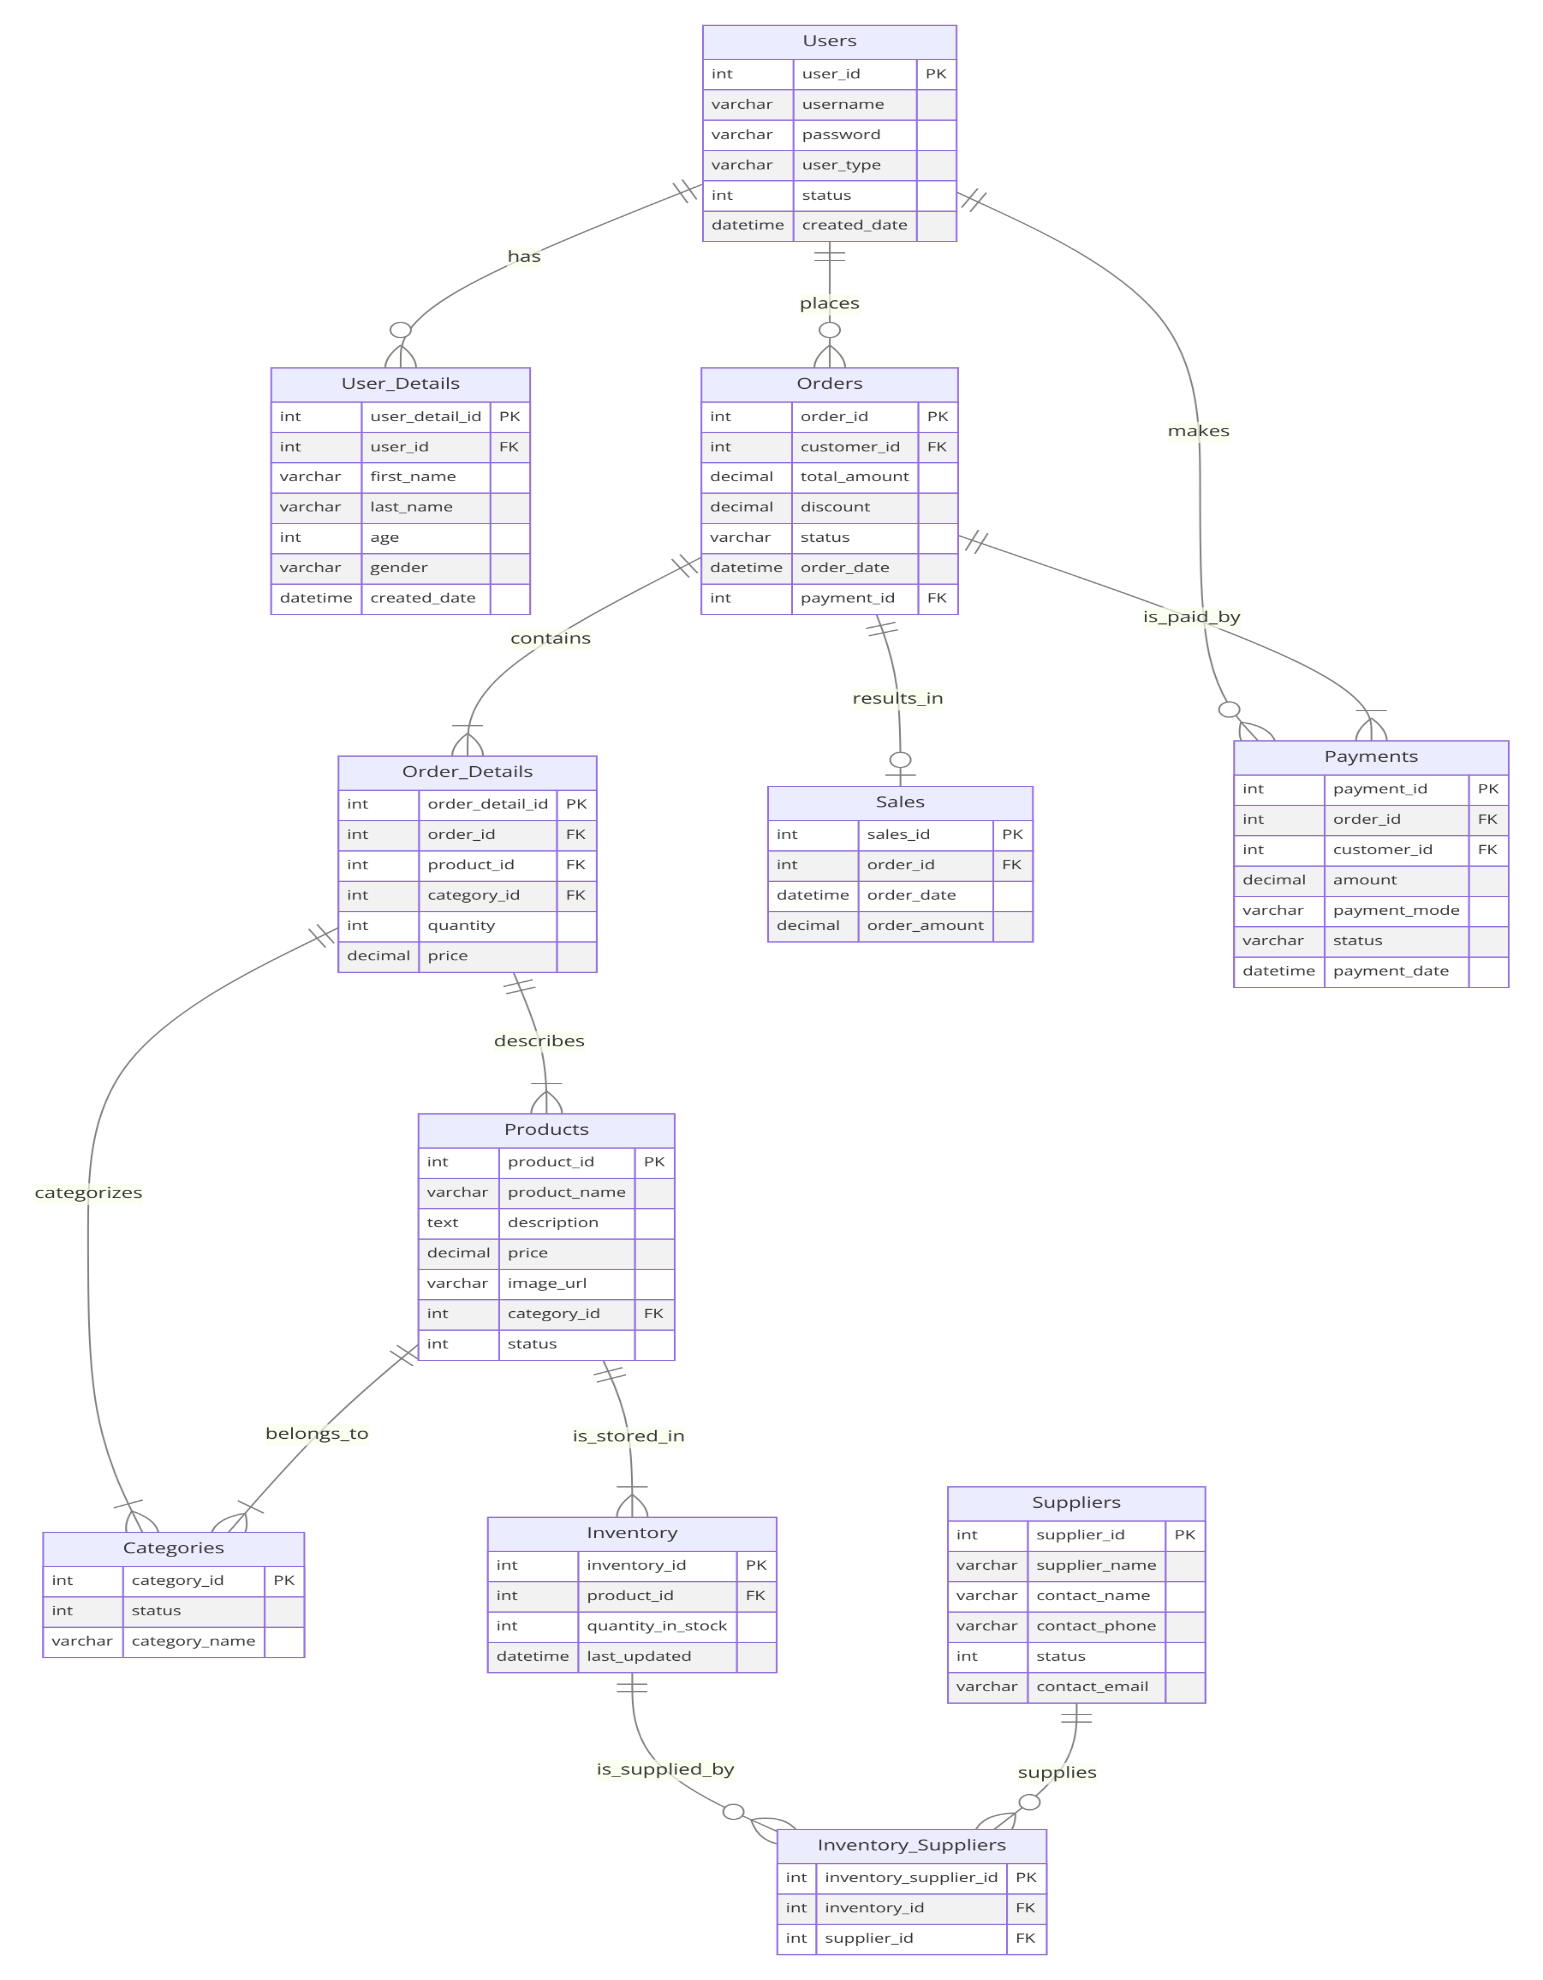 Users
int user_id PK
varchar username
varchar password
varchar user_type
int status
datetime created_date
has
places
makes
User_Details
int user_detail_id PK
int user_id FK
varchar first_name
varchar last_name
int age
varchar gender
datetime created_date
Orders
int order_id PK
int customer_id FK
decimal total_amount
decimal discount
varchar status
datetime order_date
int payment_id FK
is_paid_by
contains
results_in
Order_Details
int order_detail_id PK
int order_id FK
int product_id FK
int category_id FK
int quantity
decimal price
Sales
int sales_id PK
int order_id FK
datetime order_date
decimal order_amount
Payments
int payment_id PK
int order_id FK
int customer_id FK
decimal amount
varchar payment_mode
varchar status
datetime payment_date
describes
categorizes
Products
int product_id PK
varchar product_name
text description
decimal price
varchar image_url
int category_id FK
int status
belongs_to
is_stored_in
Categories
int category_id PK
int status
varchar category_name
Inventory
int inventory_id PK
int product_id FK
int quantity_in_stock
datetime last_updated
Suppliers
int supplier_id PK
varchar supplier_name
varchar contact_name
varchar contact_phone
int status
varchar contact_email
is_supplied_by
supplies
Inventory_Suppliers
int inventory_supplier_id PK
int inventory_id FK
int supplier_id FK